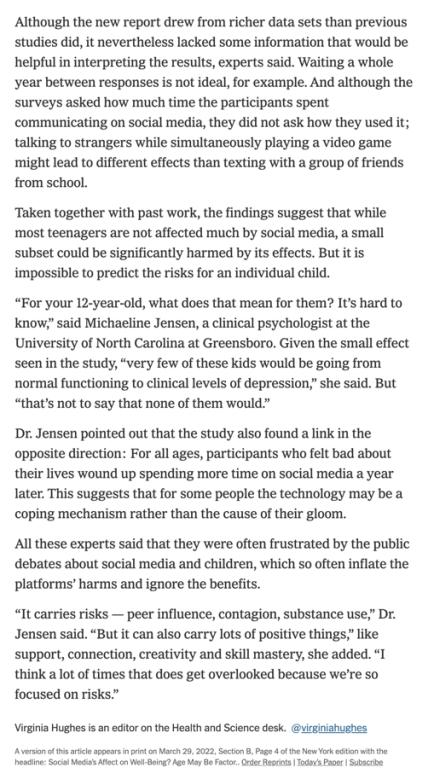 Although the new report drew from richer data sets than previous
studies did, it nevertheless lacked some information that would be
helpful in interpreting the results, experts said. Waiting a whole
year between responses is not ideal, for example. And although the
surveys asked how much time the participants spent
communicating on social media, they did not ask how they used it;
talking to strangers while simultaneously playing a video game
might lead to different effects than texting with a group of friends
from school.
Taken together with past work, the findings suggest that while
most teenagers are not affected much by social media, a small
subset could be significantly harmed by its effects. But it is
impossible to predict the risks for an individual child.
“For your 12-year-old, what does that mean for them? It’s hard to
know,” said Michaeline Jensen, a clinical psychologist at the
University of North Carolina at Greensboro. Given the small effect
seen in the study, “very few of these kids would be going from
normal functioning to clinical levels of depression,” she said. But
“that’s not to say that none of them would.”
Dr. Jensen pointed out that the study also found a link in the
opposite direction: For all ages, participants who felt bad about
their lives wound up spending more time on social media a year
later. This suggests that for some people the technology may be a
coping mechanism rather than the cause of their gloom.
All these experts said that they were often frustrated by the public
debates about social media and children, which so often inflate the
platforms’ harms and ignore the benefits.
“It carries risks — peer influence, contagion, substance use,” Dr.
Jensen said. “But it can also carry lots of positive things,” like
support, connection, creativity and skill mastery, she added. “I
think a lot of times that does get overlooked because we’re so
focused on risks.”
Virginia Hughes is an editor on the Health and Science desk. @virginiahughes
A version of this article appears in print on March 29, 2022, Section B, Page 4 of the New York edition with the
headline: Social Media’s Affect on Well-Being? Age May Be Factor.. Order Reprints | Today’s Paper | Subscribe